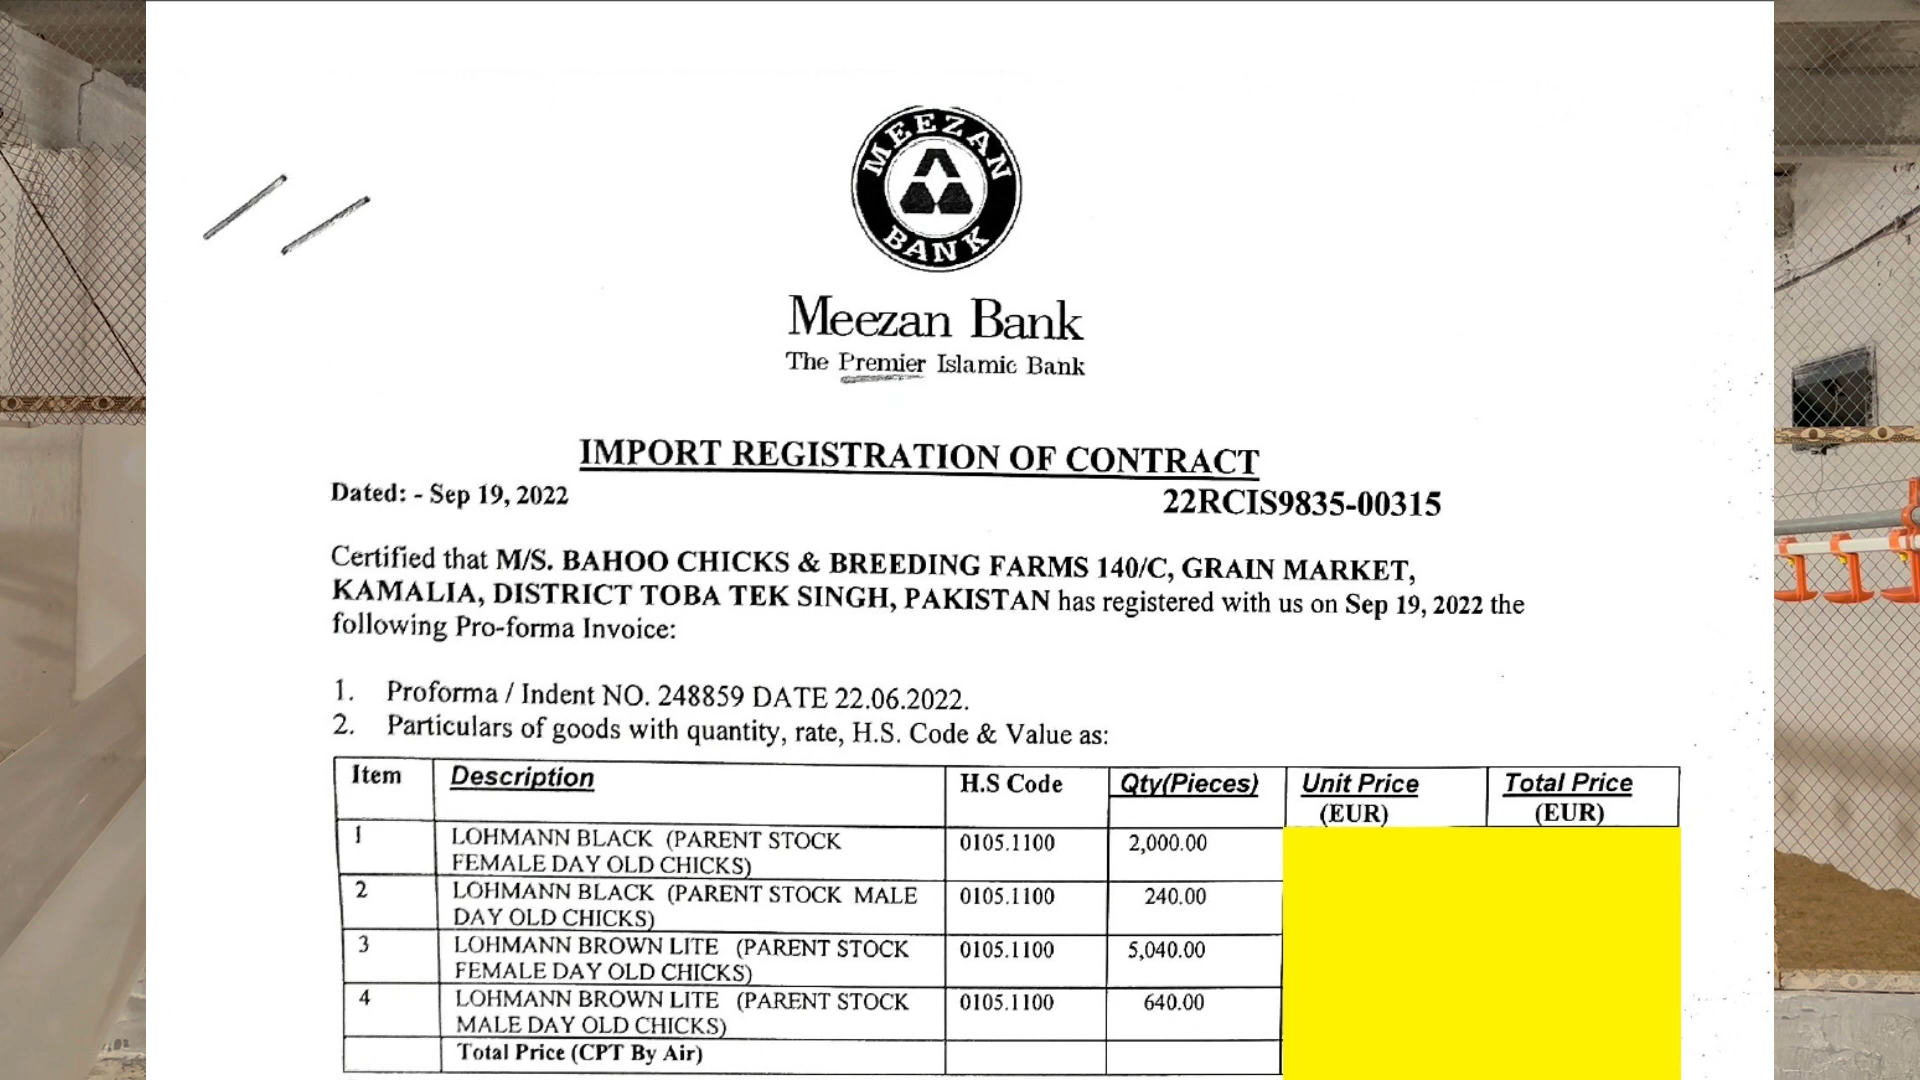 MEEZAN
BANK
Meezan Bank
The Premier Islamic Bank
IMPORT REGISTRATION OF CONTRACT
Dated: - Sep 19, 2022 22RCIS9835-00315
Certified that M/S. BAHOO CHICKS & BREEDING FARMS 140/C, GRAIN MARKET,
KAMALIA, DISTRICT TOBA TEK SINGH, PAKISTAN has registered with us on Sep 19, 2022 the
following Pro-forma Invoice:
1. Proforma / Indent NO. 248859 DATE 22.06.2022.
2. Particulars of goods with quantity, rate, H.S. Code & Value as:
Item Description H.S Code Qty(Pieces) Unit Price Total Price
(EUR) (EUR)
1 LOHMANN BLACK (PARENT STOCK 0105.1100 2,000.00
FEMALE DAY OLD CHICKS)
2 LOHMANN BLACK (PARENT STOCK MALE 0105.1100 240.00
DAY OLD CHICKS)
3 LOHMANN BROWN LITE (PARENT STOCK 0105.1100 5,040.00
FEMALE DAY OLD CHICKS)
4 LOHMANN BROWN LITE (PARENT STOCK 0105.1100 640.00
MALE DAY OLD CHICKS)
Total Price (CPT By Air)